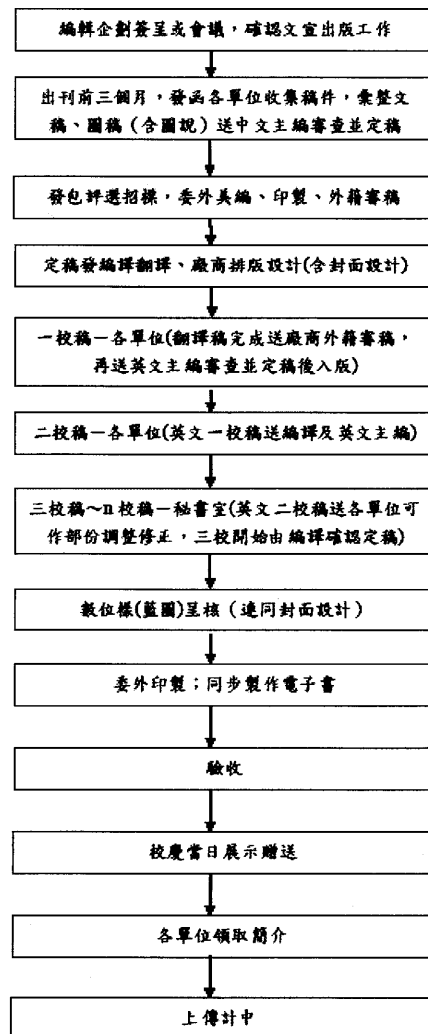 編輯企劃簽呈或會議，確認文宣出版工作
出刊前三個月，發函各單位收集稿件，彙整文
稿、圖稿（含圖說）送中文主編審查並定稿
發包評選招標，委外美編、印製、外籍審稿
定稿發編譯翻譯、廠商排版設計(含封面設計)
一校稿－各單位(翻譯稿完成送廠商外籍審稿，
再送英文主編審查並定稿後入版)
二校稿－各單位(英文一校稿送編譯及英文主編)
三校稿～n校稿－秘書室(英文二校稿送各單位可
作部份調整修正，三校開始由編譯確認定稿)
數位樣(藍圖)呈核（連同封面設計）
委外印製；同步製作電子書
驗收
校慶當日展示贈送
各單位領取簡介
上傳計中